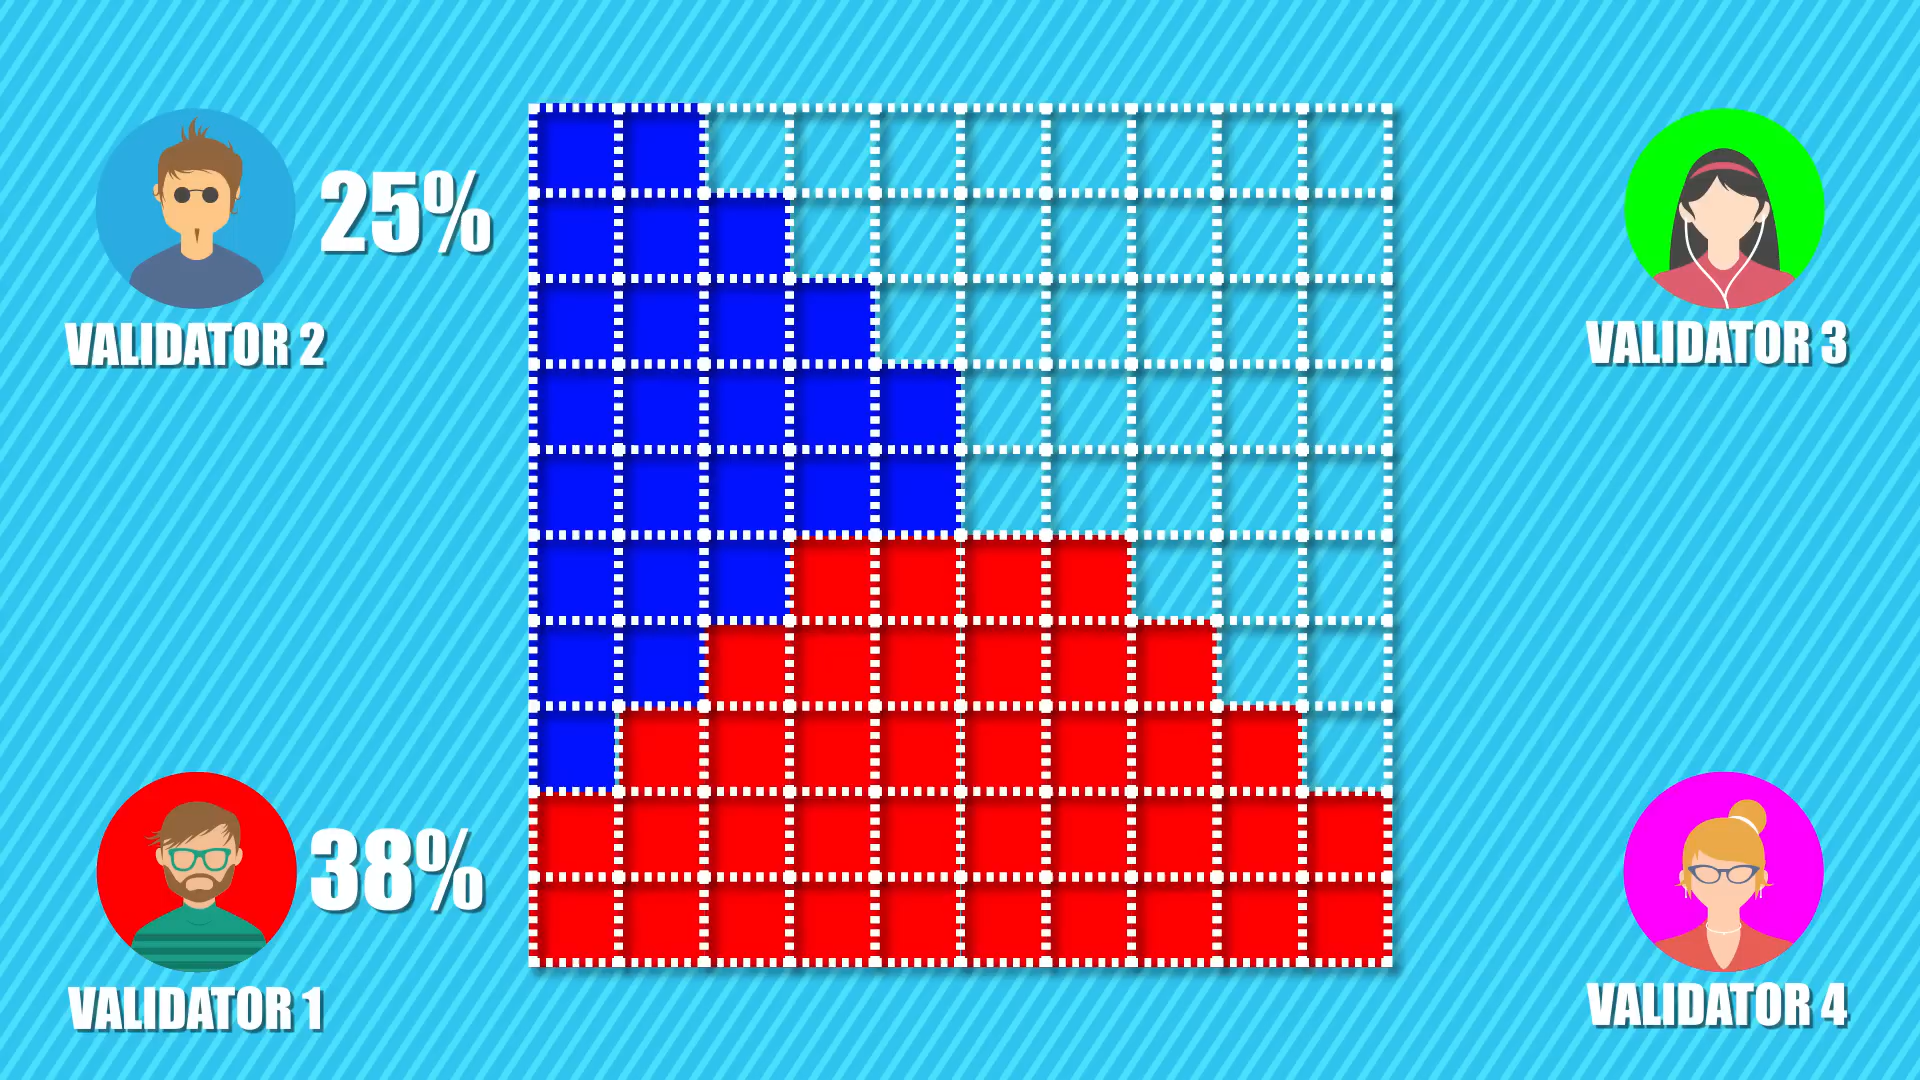 25%
VALIDATOR 2
VALIDATOR 3
38%
VALIDATOR 1
VALIDATOR 4